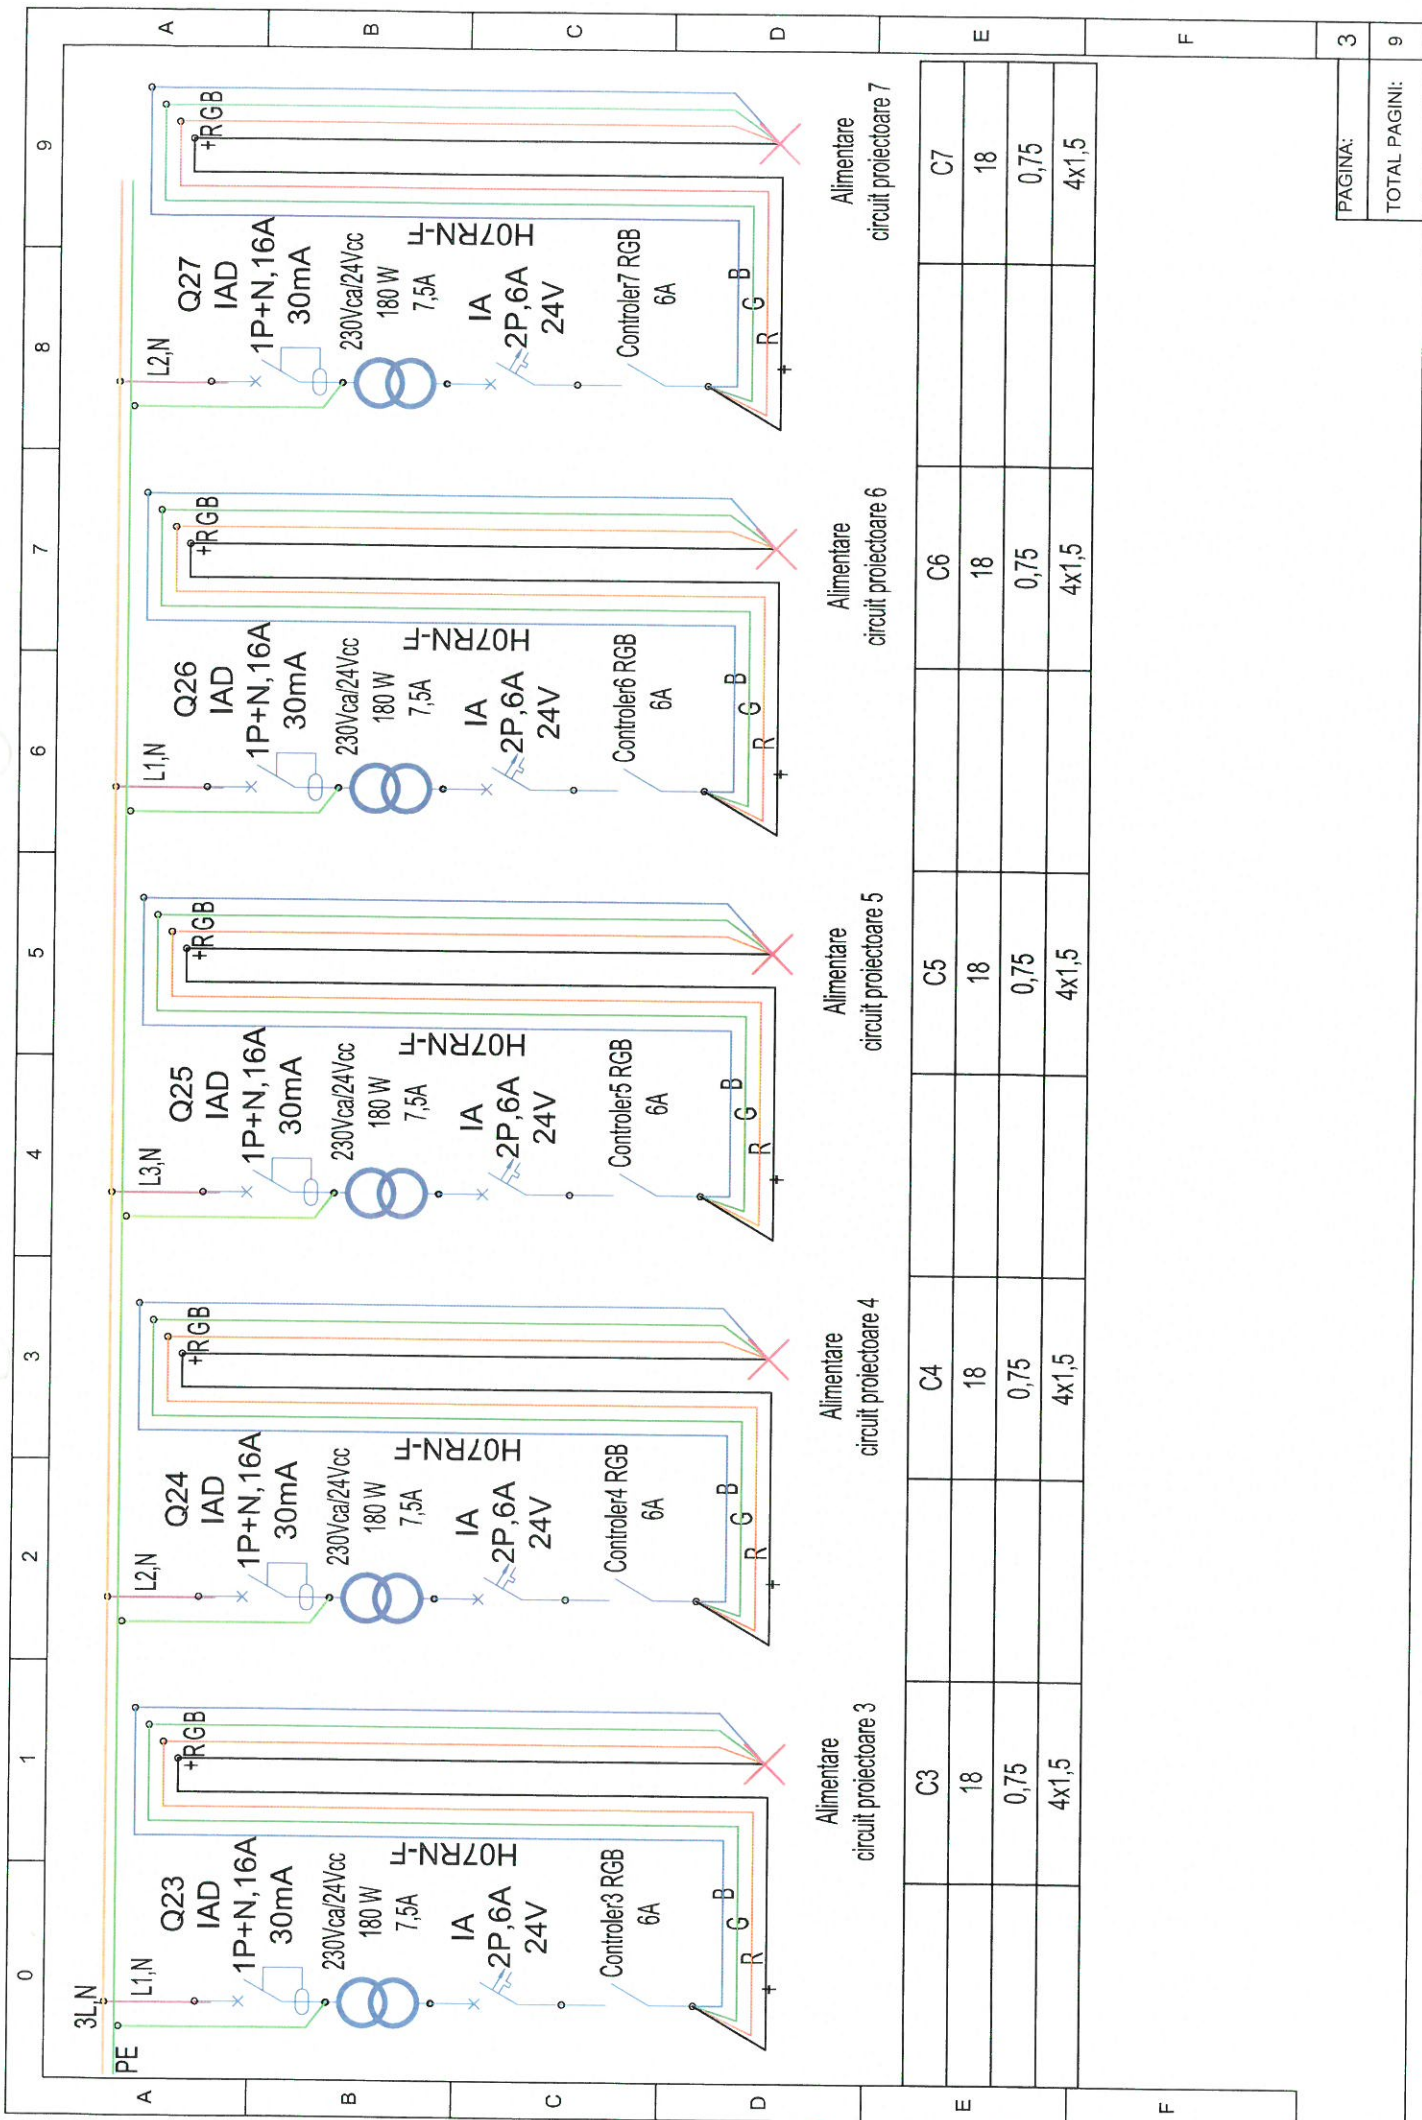 0 1 2 3 4 5 6 7 8 9
A
B
C
D
E
F
A
B
C
D
E
F
3L,N
PE
L1,N
Q23
IAD
1P+N,16A
30mA
230Vca/24Vcc
180 W
7,5A
H07RN-F
IA
2P,6A
24V
Controler3 RGB
6A
R G B
+
+RGB
Alimentare
circuit proiectoare 3
L2,N
Q24
IAD
1P+N,16A
30mA
230Vca/24Vcc
180 W
7,5A
H07RN-F
IA
2P,6A
24V
Controler4 RGB
6A
R G B
+
+RGB
Alimentare
circuit proiectoare 4
L3,N
Q25
IAD
1P+N,16A
30mA
230Vca/24Vcc
180 W
7,5A
H07RN-F
IA
2P,6A
24V
Controler5 RGB
6A
R G B
+
+RGB
Alimentare
circuit proiectoare 5
L1,N
Q26
IAD
1P+N,16A
30mA
230Vca/24Vcc
180 W
7,5A
H07RN-F
IA
2P,6A
24V
Controler6 RGB
6A
R G B
+
+RGB
Alimentare
circuit proiectoare 6
L2,N
Q27
IAD
1P+N,16A
30mA
230Vca/24Vcc
180 W
7,5A
H07RN-F
IA
2P,6A
24V
Controler7 RGB
6A
R G B
+
+RGB
Alimentare
circuit proiectoare 7
C3 C4 C5 C6 C7
18 18 18 18 18
0,75 0,75 0,75 0,75 0,75
4x1,5 4x1,5 4x1,5 4x1,5 4x1,5
PAGINA: 3
TOTAL PAGINI: 9